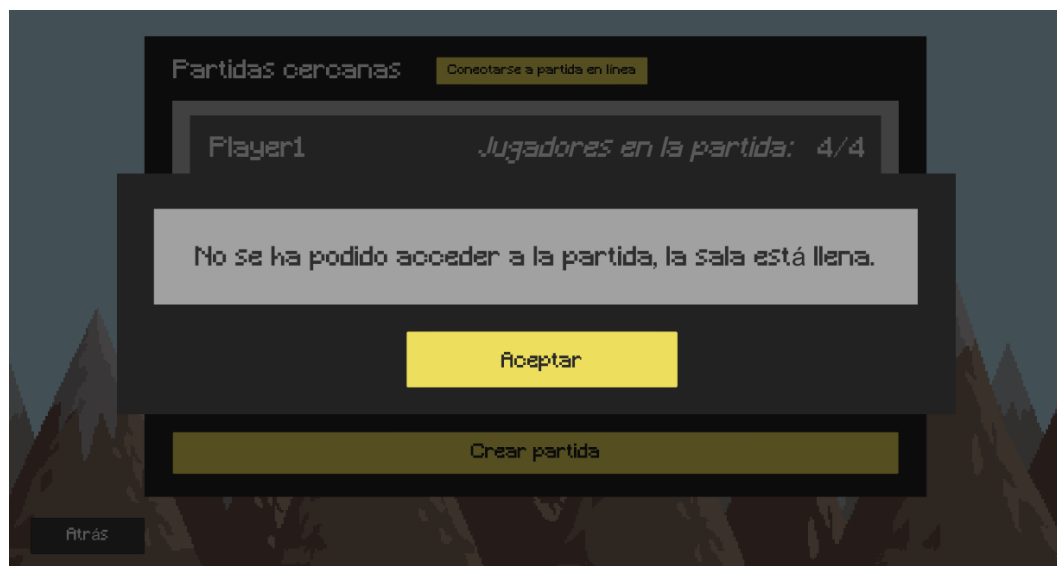 Partidas cercanas Conectarse a partida en línea
Player1 Jugadores en la partida: 4/4
No se ha podido acceder a la partida, la sala está llena.
Aceptar
Crear partida
Atrás